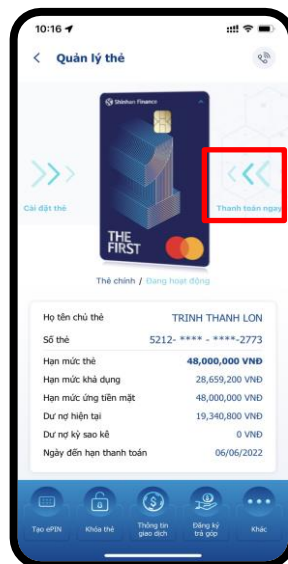 10:16
Quản lý thẻ
Shinhan Finance
Cài đặt thẻ
Thanh toán ngay
THE
FIRST
Thẻ chính / Đang hoạt động
Họ tên chủ thẻ TRINH THANH LON
Số thẻ 5212- **** - ****-2773
Hạn mức thẻ 48,000,000 VNĐ
Hạn mức khả dụng 28,659,200 VNĐ
Hạn mức ứng tiền mặt 48,000,000 VNĐ
Dư nợ hiện tại 19,340,800 VNĐ
Dư nợ kỳ sao kê 0 VNĐ
Ngày đến hạn thanh toán 06/06/2022
Tạo ePIN Khóa thẻ Thông tin giao dịch Đăng ký trả góp Khác